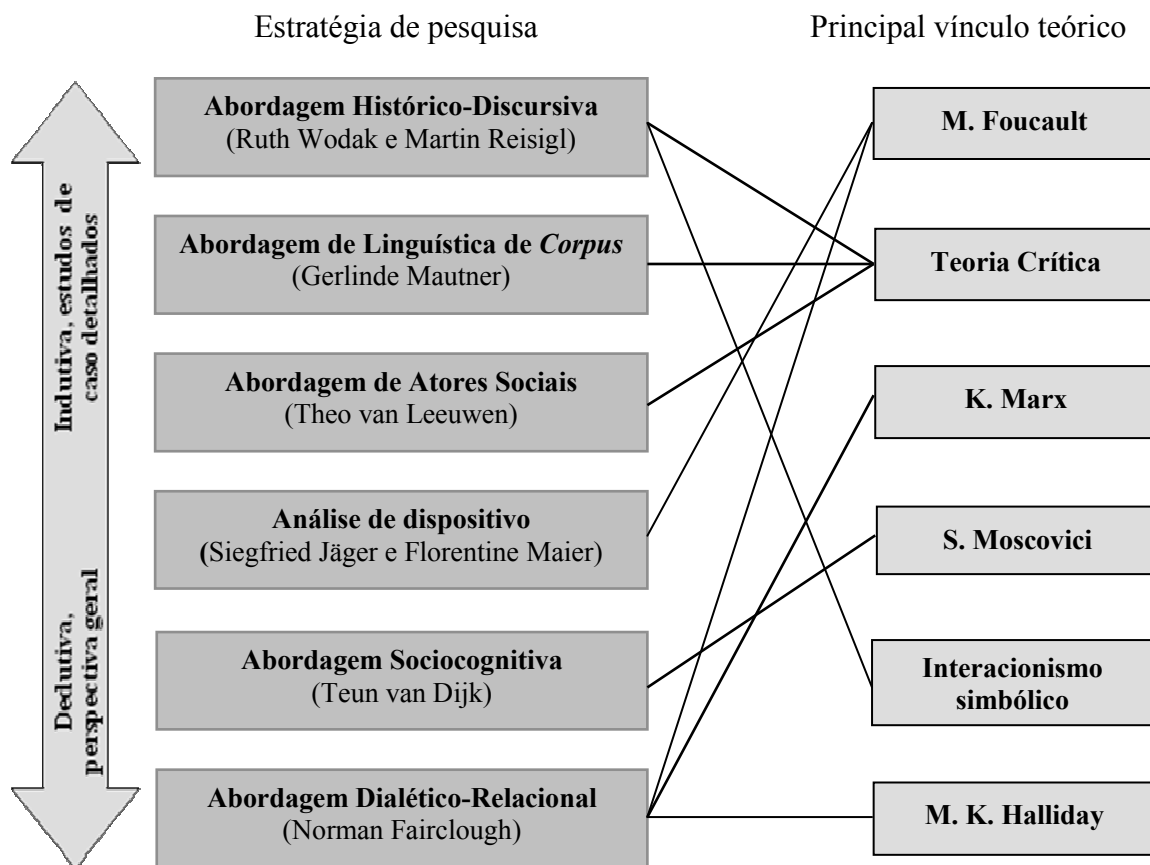 Estratégia de pesquisa
Principal vínculo teórico
Indutiva, estudos de
caso detalhados
Dedutiva,
perspectiva geral
Abordagem Histórico-Discursiva
(Ruth Wodak e Martin Reisigl)
Abordagem de Linguística de Corpus
(Gerlinde Mautner)
Abordagem de Atores Sociais
(Theo van Leeuwen)
Análise de dispositivo
(Siegfried Jäger e Florentine Maier)
Abordagem Sociocognitiva
(Teun van Dijk)
Abordagem Dialético-Relacional
(Norman Fairclough)
M. Foucault
Teoria Crítica
K. Marx
S. Moscovici
Interacionismo
simbólico
M. K. Halliday